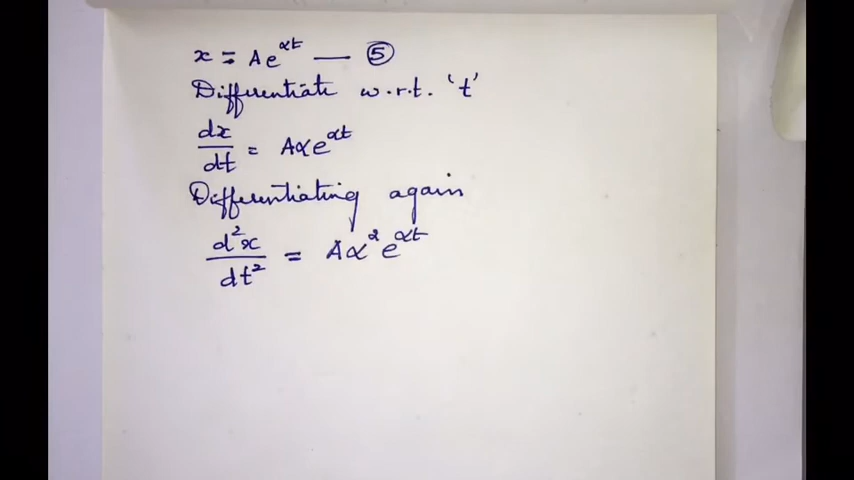 x = Ae^{αt} — ⑤
Differentiate w.r.t. 't'
dx/dt = Aαe^{αt}
Differentiating again
d²x/dt² = Aα²e^{αt}